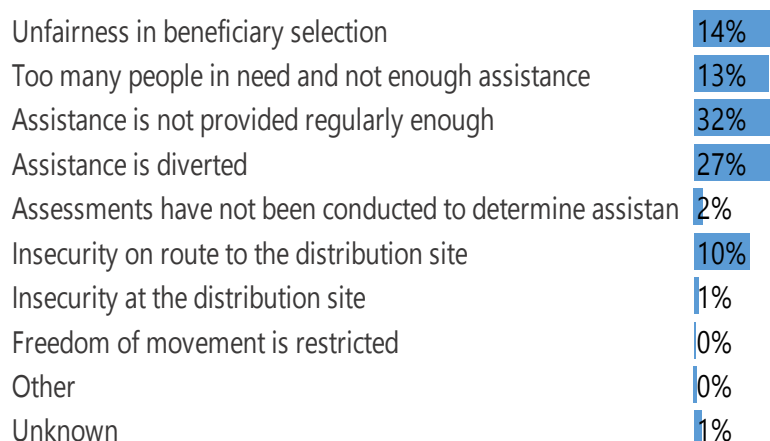 Unfairness in beneficiary selection 14%
Too many people in need and not enough assistance 13%
Assistance is not provided regularly enough 32%
Assistance is diverted 27%
Assessments have not been conducted to determine assistan 2%
Insecurity on route to the distribution site 10%
Insecurity at the distribution site 1%
Freedom of movement is restricted 0%
Other 0%
Unknown 1%